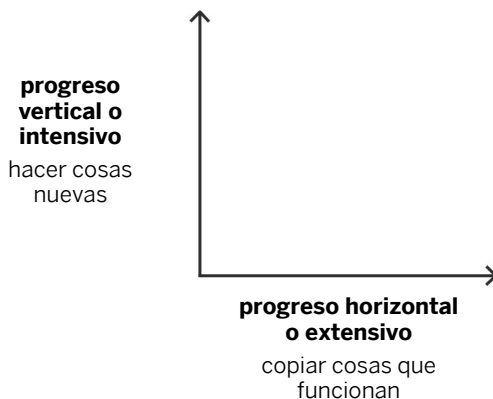 progreso
vertical o
intensivo
hacer cosas
nuevas
progreso horizontal
o extensivo
copiar cosas que
funcionan